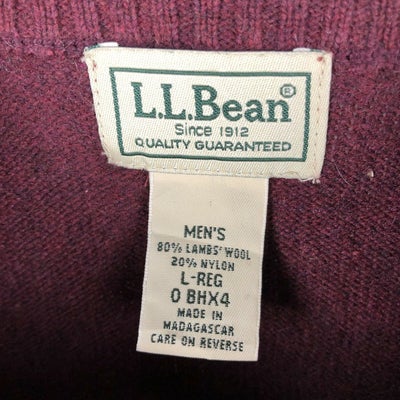 L.L.Bean®
Since 1912
QUALITY GUARANTEED
MEN'S
80% LAMBS' WOOL
20% NYLON
L-REG
0 BHX4
MADE IN
MADAGASCAR
CARE ON REVERSE